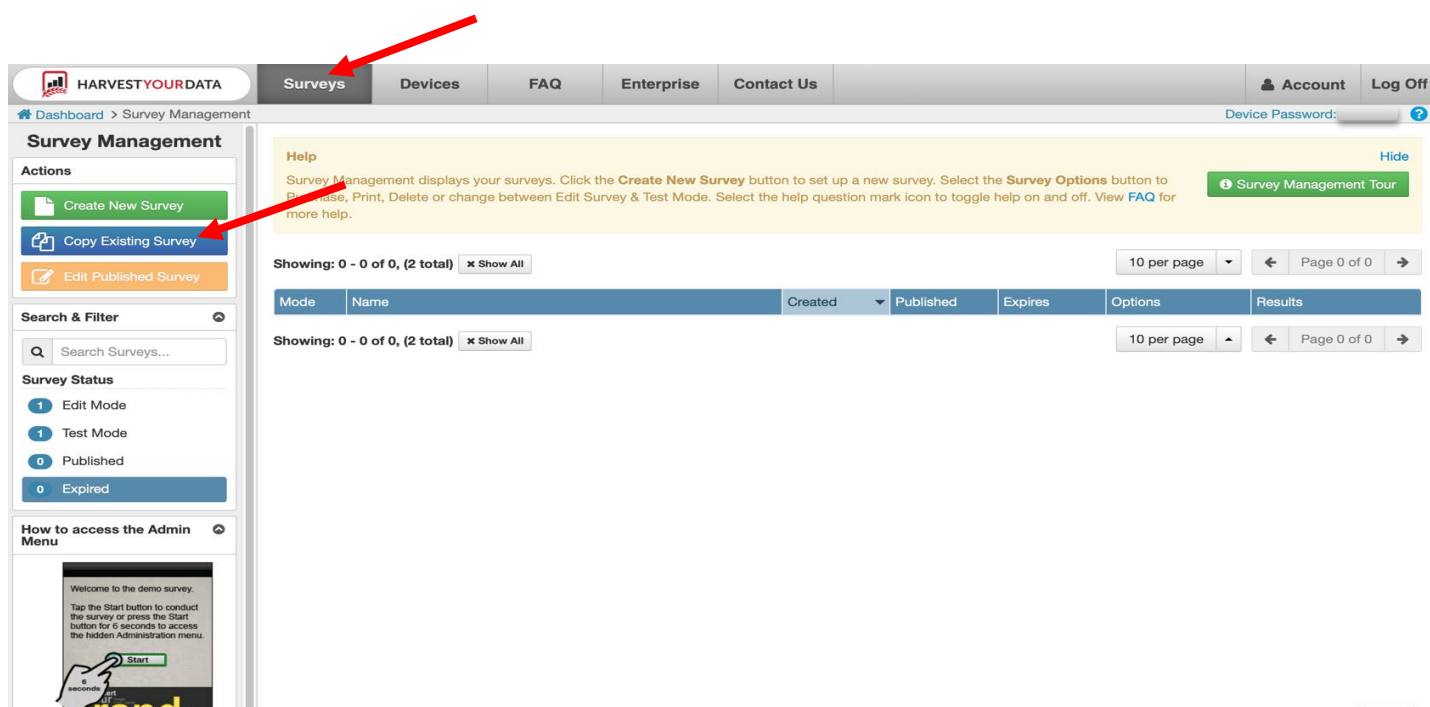 HARVESTYOURDATA
Surveys
Devices
FAQ
Enterprise
Contact Us
Account
Log Off
Dashboard > Survey Management
Device Password:
?
Survey Management
Actions
Create New Survey
Copy Existing Survey
Edit Published Survey
Search & Filter
Search Surveys...
Survey Status
1 Edit Mode
1 Test Mode
0 Published
0 Expired
How to access the Admin
Menu
Welcome to the demo survey.
Tap the Start button to conduct
the survey or press the Start
button for 6 seconds to access
the hidden Administration menu.
Start
6
seconds
Help
Hide
Survey Management displays your surveys. Click the Create New Survey button to set up a new survey. Select the Survey Options button to
Purchase, Print, Delete or change between Edit Survey & Test Mode. Select the help question mark icon to toggle help on and off. View FAQ for
more help.
Survey Management Tour
Showing: 0 - 0 of 0, (2 total) × Show All
10 per page
Page 0 of 0
Mode Name Created Published Expires Options Results
Showing: 0 - 0 of 0, (2 total) × Show All
10 per page
Page 0 of 0